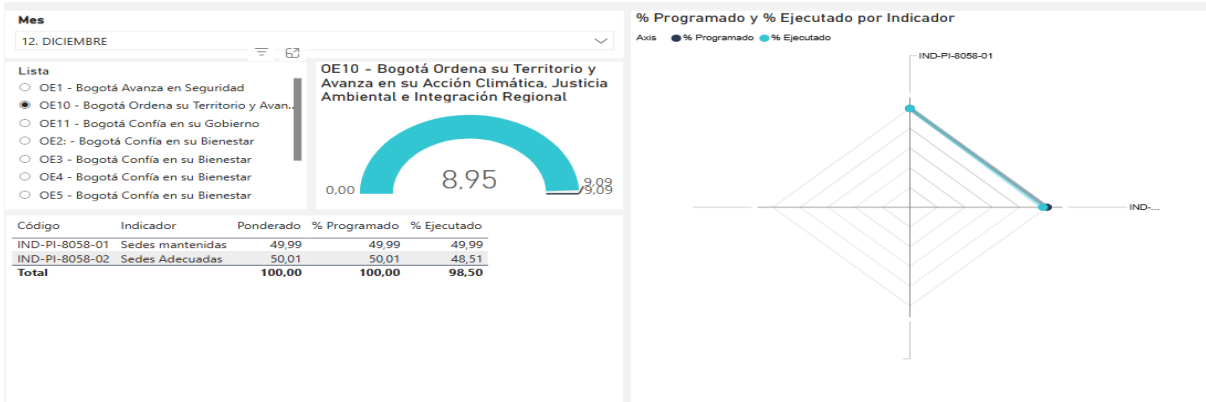 Mes
12. DICIEMBRE
Lista
OE1 - Bogotá Avanza en Seguridad
OE10 - Bogotá Ordena su Territorio y Avan...
OE11 - Bogotá Confía en su Gobierno
OE2: - Bogotá Confía en su Bienestar
OE3 - Bogotá Confía en su Bienestar
OE4 - Bogotá Confía en su Bienestar
OE5 - Bogotá Confía en su Bienestar
OE10 - Bogotá Ordena su Territorio y
Avanza en su Acción Climática, Justicia
Ambiental e Integración Regional
0,00
8,95
9,09
9,09
Código Indicador Ponderado % Programado % Ejecutado
IND-PI-8058-01 Sedes mantenidas 49,99 49,99 49,99
IND-PI-8058-02 Sedes Adecuadas 50,01 50,01 48,51
Total 100,00 100,00 98,50
% Programado y % Ejecutado por Indicador
Axis % Programado % Ejecutado
IND-PI-8058-01
IND-...